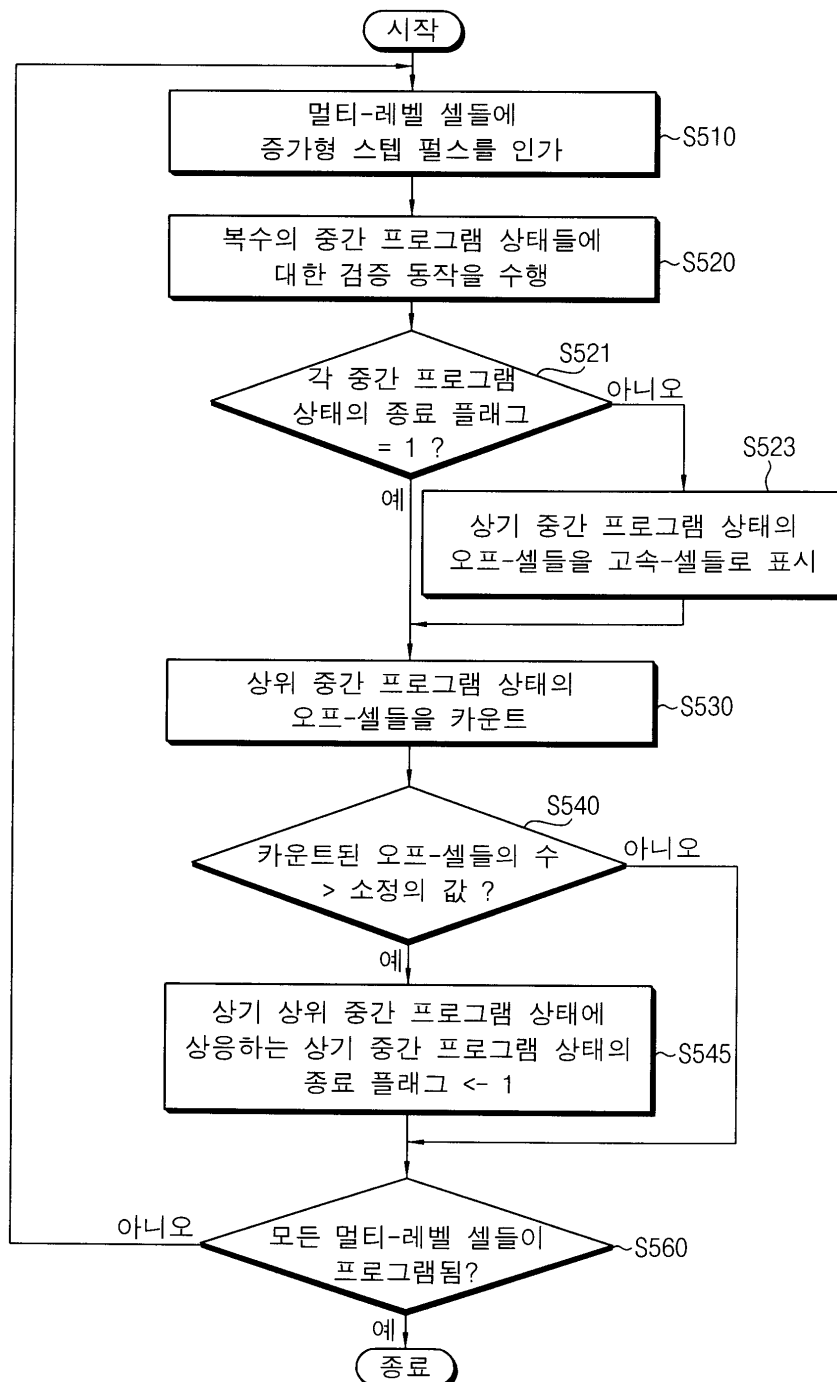 시작
멀티-레벨 셀들에
증가형 스텝 펄스를 인가
S510
복수의 중간 프로그램 상태들에
대한 검증 동작을 수행
S520
S521
각 중간 프로그램
상태의 종료 플래그
= 1 ?
아니오
예
S523
상기 중간 프로그램 상태의
오프-셀들을 고속-셀들로 표시
상위 중간 프로그램 상태의
오프-셀들을 카운트
S530
S540
카운트된 오프-셀들의 수
> 소정의 값 ?
아니오
예
상기 상위 중간 프로그램 상태에
상응하는 상기 중간 프로그램 상태의
종료 플래그 <- 1
S545
아니오
모든 멀티-레벨 셀들이
프로그램됨?
S560
예
종료